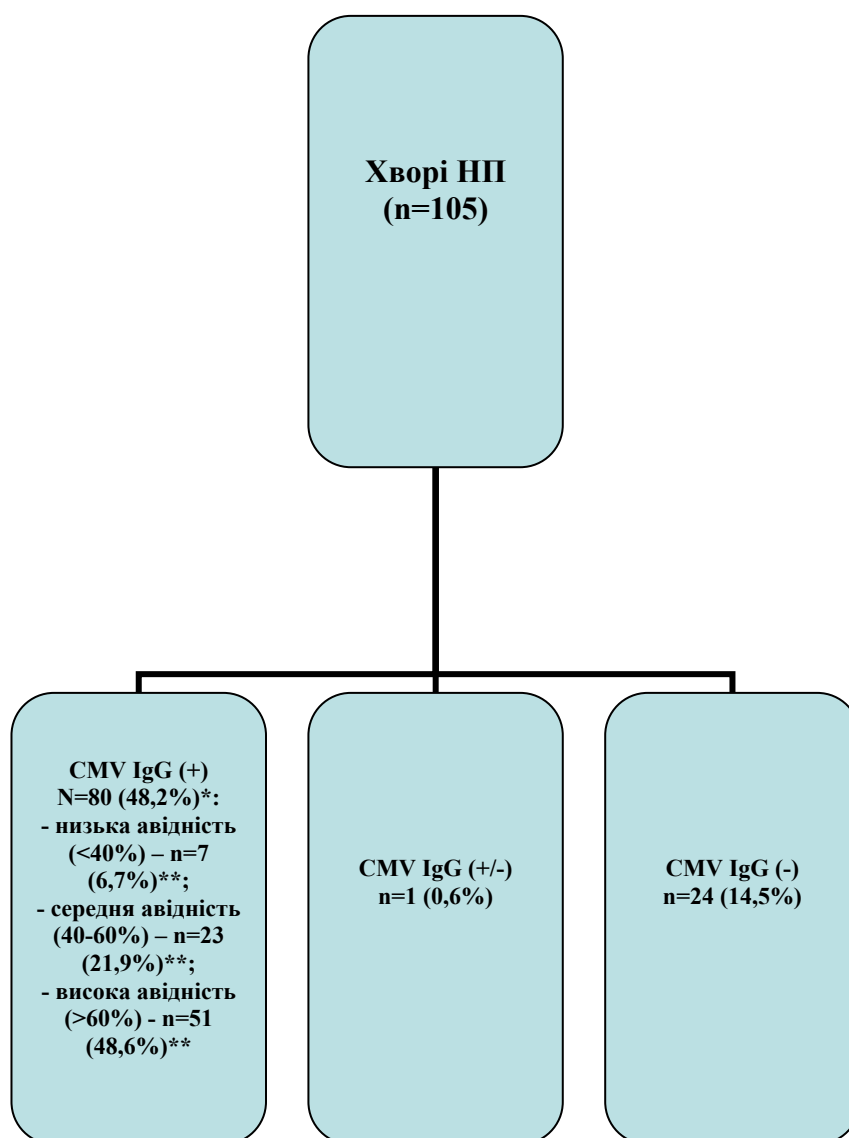 Хворі НП
(n=105)
CMV IgG (+)
N=80 (48,2%)*:
- низька авідність
(<40%) – n=7
(6,7%)**;
- середня авідність
(40-60%) – n=23
(21,9%)**;
- висока авідність
(>60%) - n=51
(48,6%)**
CMV IgG (+/-)
n=1 (0,6%)
CMV IgG (-)
n=24 (14,5%)